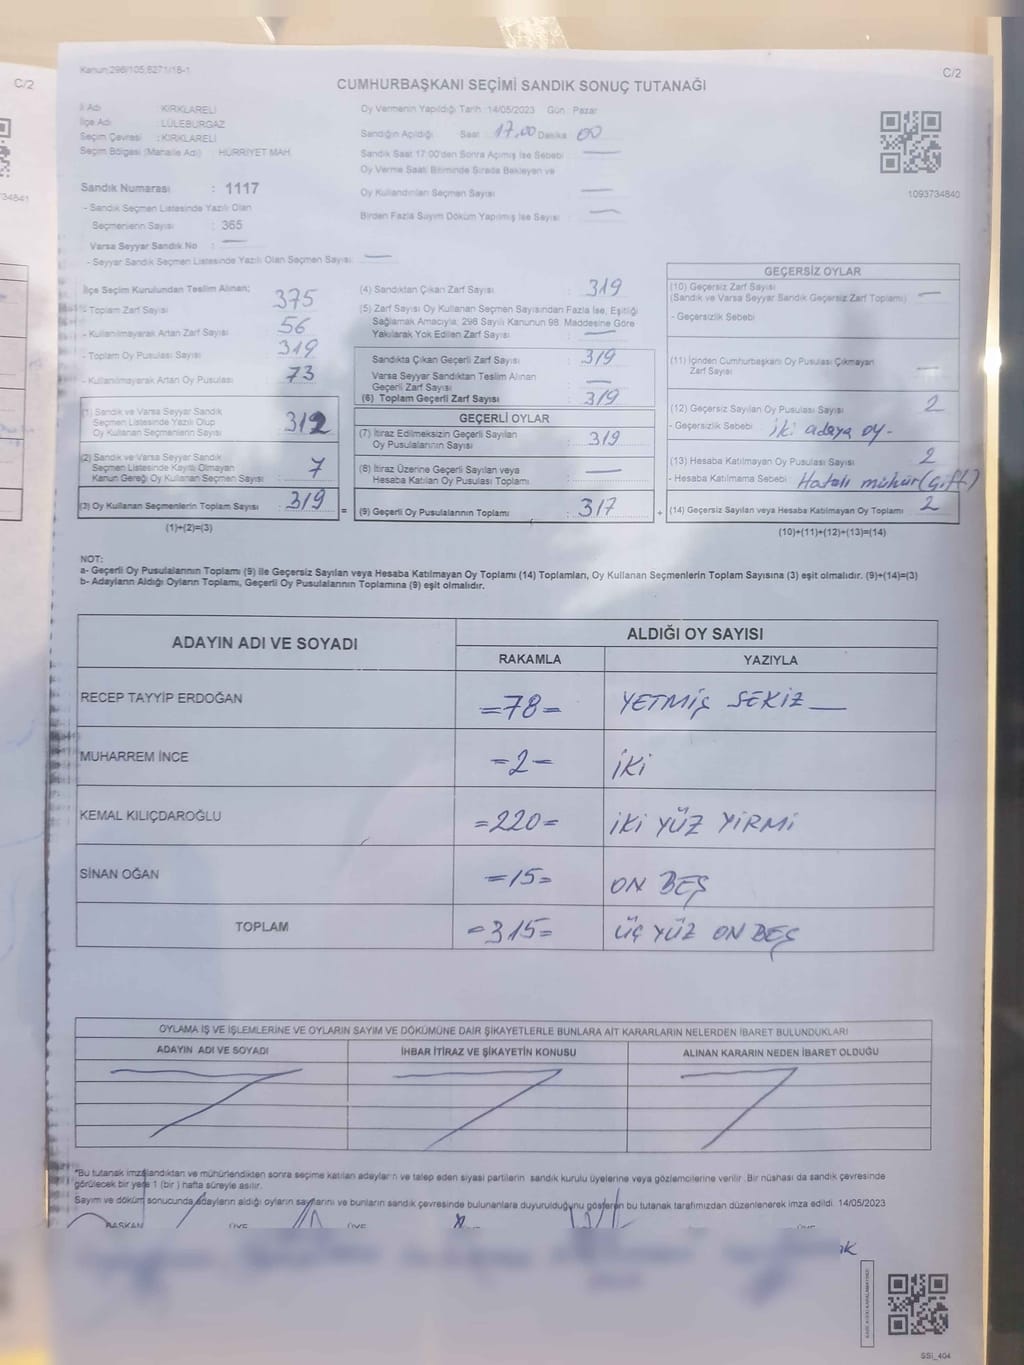 Kanun:298/105;6271/18-1
C/2
C/2
CUMHURBAŞKANI SEÇİMİ SANDIK SONUÇ TUTANAĞI
İl Adı : KIRKLARELİ
İlçe Adı : LÜLEBURGAZ
Seçim Çevresi : KIRKLARELİ
Seçim Bölgesi (Mahalle Adı) : HÜRRİYET MAH.
Oy Vermenin Yapıldığı Tarih :14/05/2023 Gün : Pazar
Sandığın Açıldığı Saat : 17.00 Dakika 00
Sandık Saat 17:00'den Sonra Açılmış İse Sebebi : —
Oy Verme Saati Bitiminde Sırada Bekleyen ve
Oy Kullandırılan Seçmen Sayısı : —
Birden Fazla Sayım Döküm Yapılmış İse Sayısı : —
34841
1093734840
Sandık Numarası : 1117
- Sandık Seçmen Listesinde Yazılı Olan
Seçmenlerin Sayısı : 365
Varsa Seyyar Sandık No : —
- Seyyar Sandık Seçmen Listesinde Yazılı Olan Seçmen Sayısı: —
İlçe Seçim Kurulundan Teslim Alınan;
- Toplam Zarf Sayısı : 375
- Kullanılmayarak Artan Zarf Sayısı : 56
- Toplam Oy Pusulası Sayısı : 319
- Kullanılmayarak Artan Oy Pusulası : 73
(1) Sandık ve Varsa Seyyar Sandık
Seçmen Listesinde Yazılı Olup
Oy Kullanan Seçmenlerin Sayısı : 312
(2) Sandık ve Varsa Seyyar Sandık
Seçmen Listesinde Kayıtlı Olmayan
Kanun Gereği Oy Kullanan Seçmen Sayısı : 7
(3) Oy Kullanan Seçmenlerin Toplam Sayısı : 319
(1)+(2)=(3)
(4) Sandıktan Çıkan Zarf Sayısı : 319
(5) Zarf Sayısı Oy Kullanan Seçmen Sayısından Fazla İse, Eşitliği
Sağlamak Amacıyla; 298 Sayılı Kanunun 98. Maddesine Göre
Yakılarak Yok Edilen Zarf Sayısı : —
Sandıkta Çıkan Geçerli Zarf Sayısı : 319
Varsa Seyyar Sandıktan Teslim Alınan
Geçerli Zarf Sayısı : —
(6) Toplam Geçerli Zarf Sayısı : 319
GEÇERLİ OYLAR
(7) İtiraz Edilmeksizin Geçerli Sayılan
Oy Pusulalarının Sayısı : 319
(8) İtiraz Üzerine Geçerli Sayılan veya
Hesaba Katılan Oy Pusulası Toplamı : —
= (9) Geçerli Oy Pusulalarının Toplamı : 317 +
GEÇERSİZ OYLAR
(10) Geçersiz Zarf Sayısı
(Sandık ve Varsa Seyyar Sandık Geçersiz Zarf Toplamı) —
- Geçersizlik Sebebi
(11) İçinden Cumhurbaşkanı Oy Pusulası Çıkmayan
Zarf Sayısı —
(12) Geçersiz Sayılan Oy Pusulası Sayısı 2
- Geçersizlik Sebebi : iki adaya oy-
(13) Hesaba Katılmayan Oy Pusulası Sayısı 2
- Hesaba Katılmama Sebebi : Hatalı mühür(Çift)
(14) Geçersiz Sayılan veya Hesaba Katılmayan Oy Toplamı 2
(10)+(11)+(12)+(13)=(14)
NOT:
a- Geçerli Oy Pusulalarının Toplamı (9) ile Geçersiz Sayılan veya Hesaba Katılmayan Oy Toplamı (14) Toplamları, Oy Kullanan Seçmenlerin Toplam Sayısına (3) eşit olmalıdır. (9)+(14)=(3)
b- Adayların Aldığı Oyların Toplamı, Geçerli Oy Pusulalarının Toplamına (9) eşit olmalıdır.
ADAYIN ADI VE SOYADI ALDIĞI OY SAYISI
RAKAMLA YAZIYLA
RECEP TAYYİP ERDOĞAN =78= YETMİŞ SEKİZ—
MUHARREM İNCE =2= İKİ
KEMAL KILIÇDAROĞLU =220= İKİ YÜZ YİRMİ
SİNAN OĞAN =15= ON BEŞ
TOPLAM =315= ÜÇ YÜZ ON BEŞ
OYLAMA İŞ VE İŞLEMLERİNE VE OYLARIN SAYIM VE DÖKÜMÜNE DAİR ŞİKAYETLERLE BUNLARA AİT KARARLARIN NELERDEN İBARET BULUNDUKLARI
ADAYIN ADI VE SOYADI İHBAR İTİRAZ VE ŞİKAYETİN KONUSU ALINAN KARARIN NEDEN İBARET OLDUĞU
*Bu tutanak imzalandıktan ve mühürlendikten sonra seçime katılan adayların ve talep eden siyasi partilerin sandık kurulu üyelerine veya gözlemcilerine verilir. Bir nüshası da sandık çevresinde
görülecek bir yere 1 (bir ) hafta süreyle asılır.
Sayım ve döküm sonucunda adayların aldığı oyların sayılarını ve bunların sandık çevresinde bulunanlara duyurulduğunu gösteren bu tutanak tarafımızdan düzenlenerek imza edildi. 14/05/2023
BAŞKAN ÜYE ÜYE ÜYE
SSİ_404